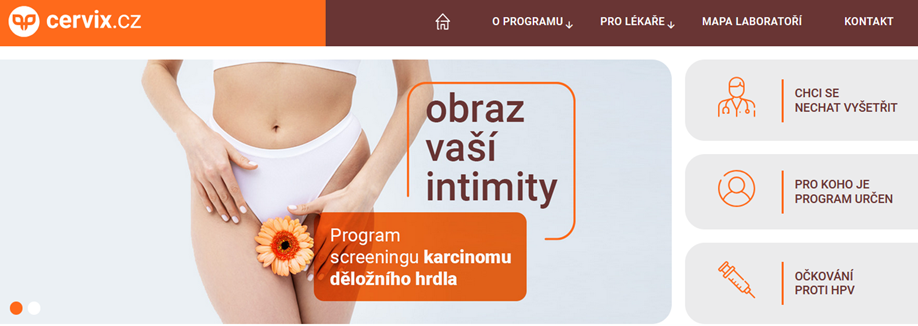 cervix.cz
O PROGRAMU
PRO LÉKAŘE
MAPA LABORATOŘÍ
KONTAKT
obraz
vaší
intimity
Program
screeningu karcinomu
děložního hrdla
CHCI SE
NECHAT VYŠETŘIT
PRO KOHO JE
PROGRAM URČEN
OČKOVÁNÍ
PROTI HPV